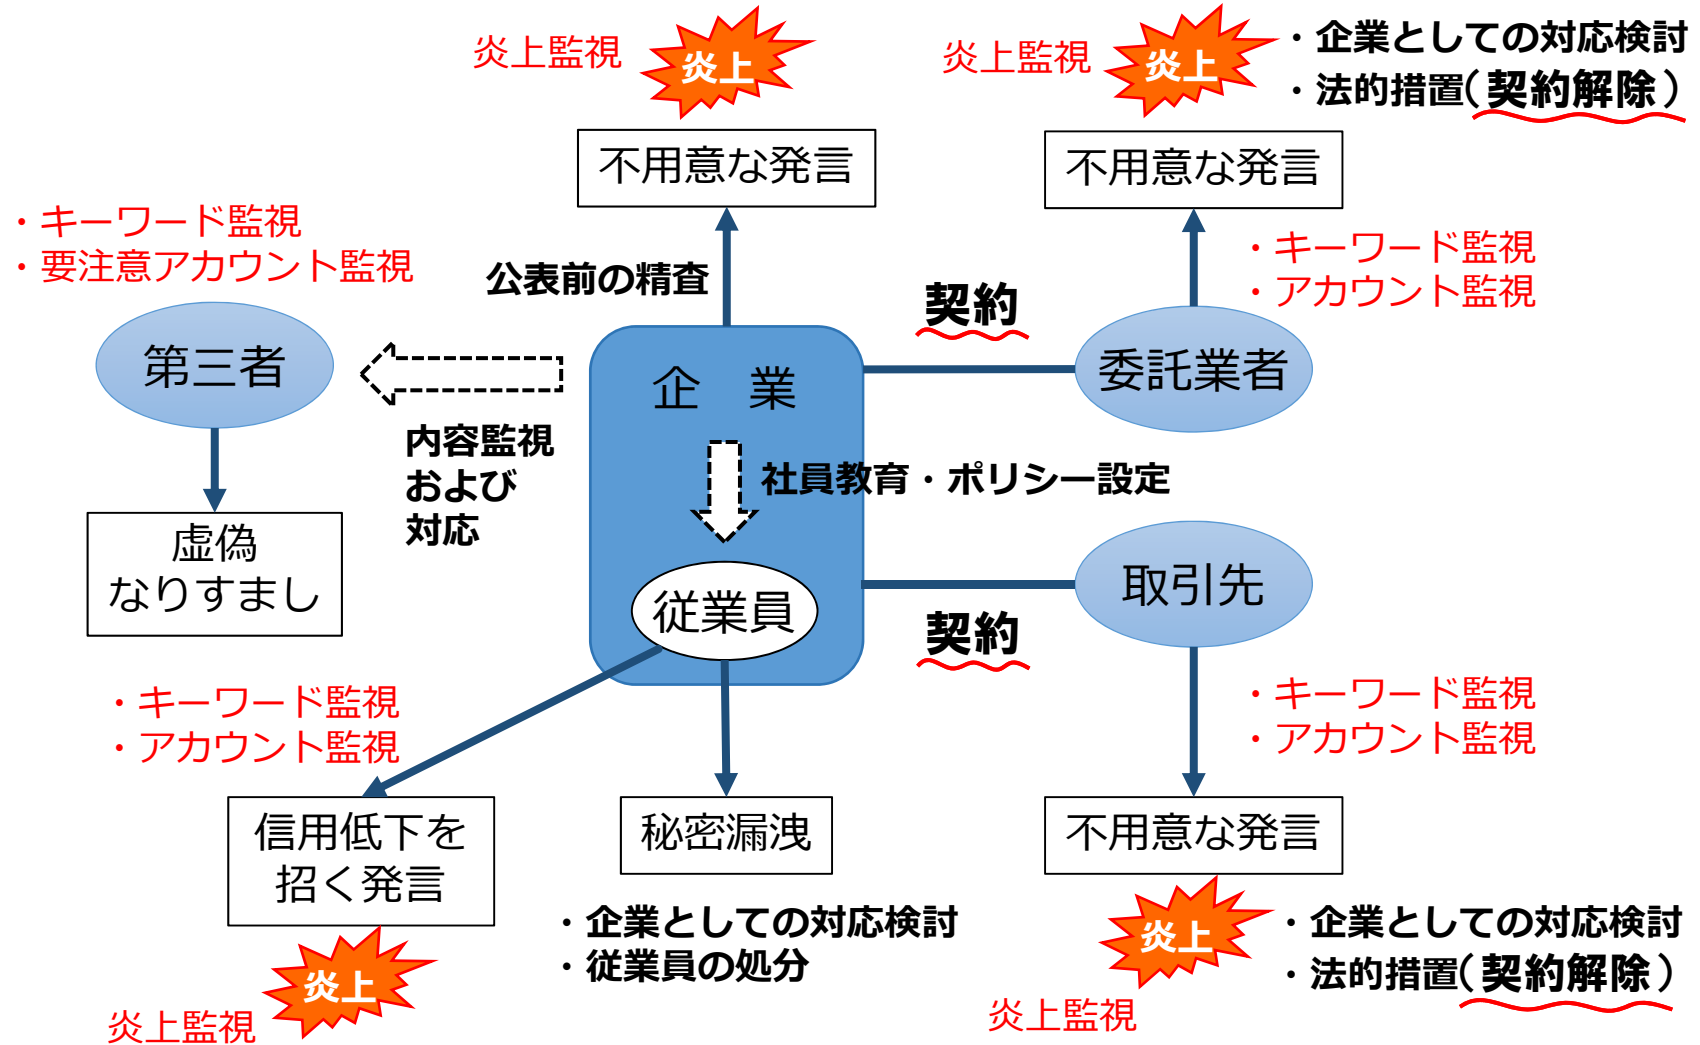 炎上監視
炎上
不用意な発言
炎上監視
炎上
・企業としての対応検討
・法的措置(契約解除)
不用意な発言
・キーワード監視
・要注意アカウント監視
公表前の精査
契約
・キーワード監視
・アカウント監視
第三者
企 業
委託業者
内容監視
および
対応
社員教育・ポリシー設定
虚偽
なりすまし
従業員
取引先
契約
・キーワード監視
・アカウント監視
・キーワード監視
・アカウント監視
信用低下を
招く発言
秘密漏洩
不用意な発言
炎上
炎上監視
・企業としての対応検討
・従業員の処分
炎上
炎上監視
・企業としての対応検討
・法的措置(契約解除)